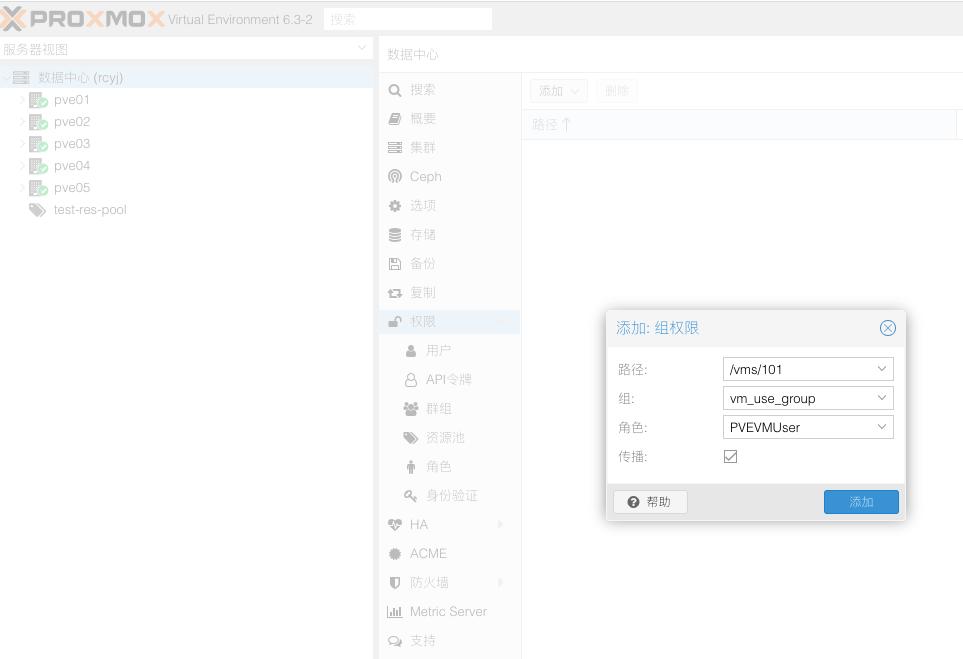 PROXMOX Virtual Environment 6.3-2 搜索
服务器视图
数据中心 (rcyj)
pve01
pve02
pve03
pve04
pve05
test-res-pool
数据中心
搜索
概要
集群
Ceph
选项
存储
备份
复制
权限
用户
API令牌
群组
资源池
角色
身份验证
HA
ACME
防火墙
Metric Server
支持
添加 删除
路径 ↑
添加: 组权限
路径: /vms/101
组: vm_use_group
角色: PVEVMUser
传播:
帮助 添加